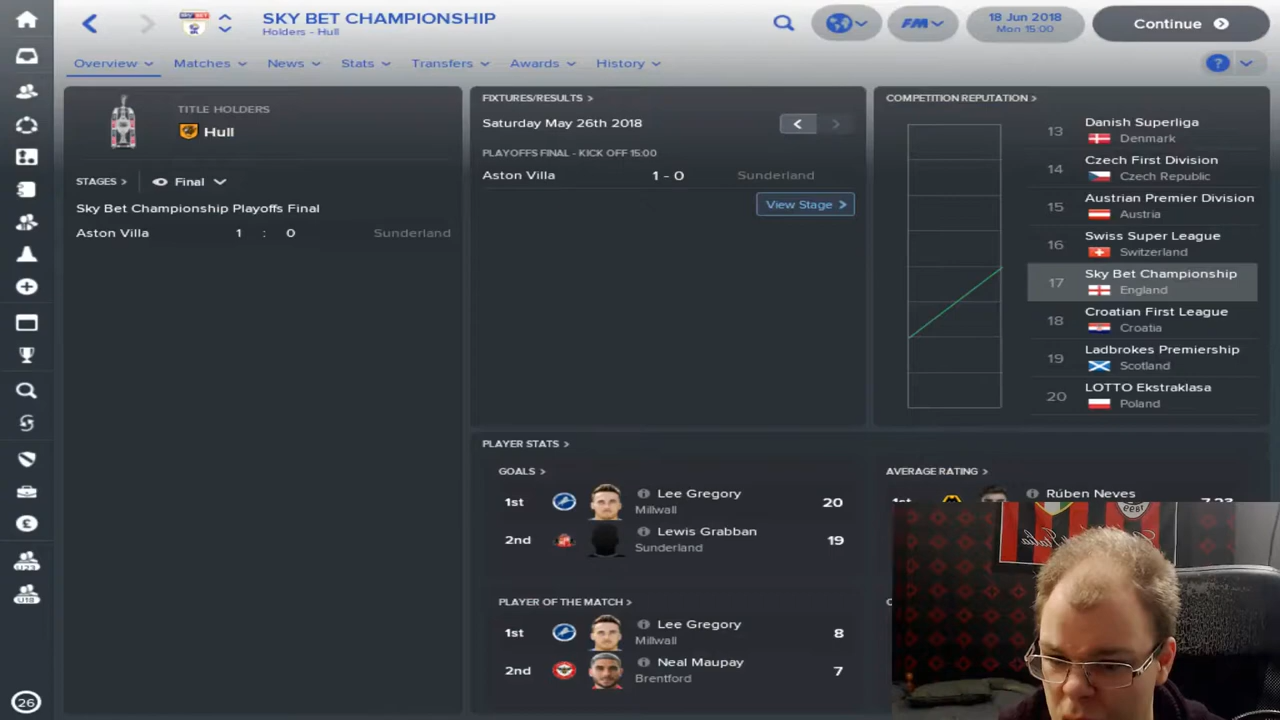 SKY BET CHAMPIONSHIP
Holders - Hull
18 Jun 2018
Mon 15:00
Continue
FM
Overview
Matches
News
Stats
Transfers
Awards
History
?
TITLE HOLDERS
Hull
STAGES >
Final
Sky Bet Championship Playoffs Final
Aston Villa 1 : 0 Sunderland
FIXTURES/RESULTS >
Saturday May 26th 2018
PLAYOFFS FINAL - KICK OFF 15:00
Aston Villa 1 - 0 Sunderland
View Stage >
COMPETITION REPUTATION >
13 Danish Superliga
Denmark
14 Czech First Division
Czech Republic
15 Austrian Premier Division
Austria
16 Swiss Super League
Switzerland
17 Sky Bet Championship
England
18 Croatian First League
Croatia
19 Ladbrokes Premiership
Scotland
20 LOTTO Ekstraklasa
Poland
PLAYER STATS >
GOALS >
1st Lee Gregory 20
Millwall
2nd Lewis Grabban 19
Sunderland
PLAYER OF THE MATCH >
1st Lee Gregory 8
Millwall
2nd Neal Maupay 7
Brentford
AVERAGE RATING >
1st Rúben Neves 7.23
U23
U18
26